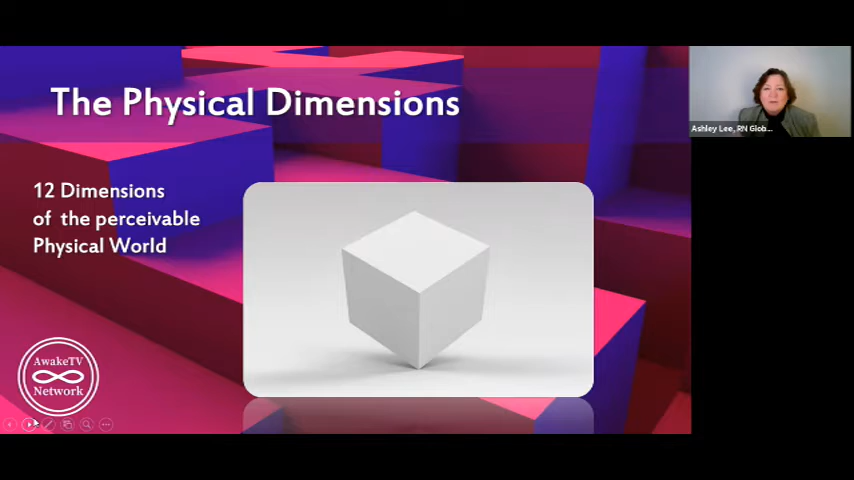 The Physical Dimensions
Ashley Lee, RN Glob...
12 Dimensions
of the perceivable
Physical World
AwakeTV
Network